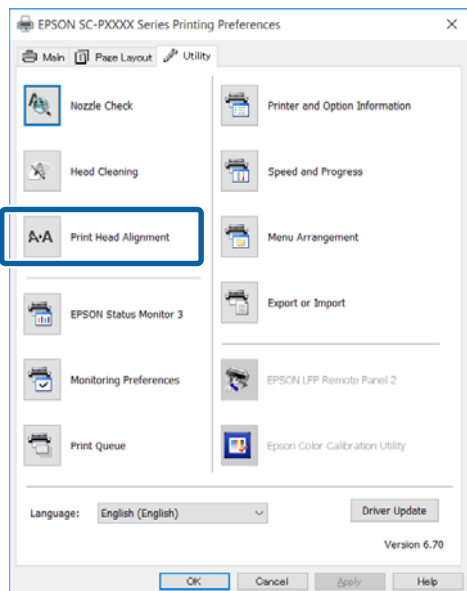 EPSON SC-PXXXX Series Printing Preferences
Main Page Layout Utility
Nozzle Check
Head Cleaning
A A Print Head Alignment
EPSON Status Monitor 3
Monitoring Preferences
Print Queue
Printer and Option Information
Speed and Progress
Menu Arrangement
Export or Import
EPSON LFP Remote Panel 2
Epson Color Calibration Utility
Language: English (English)
Driver Update
Version 6.70
OK Cancel Apply Help